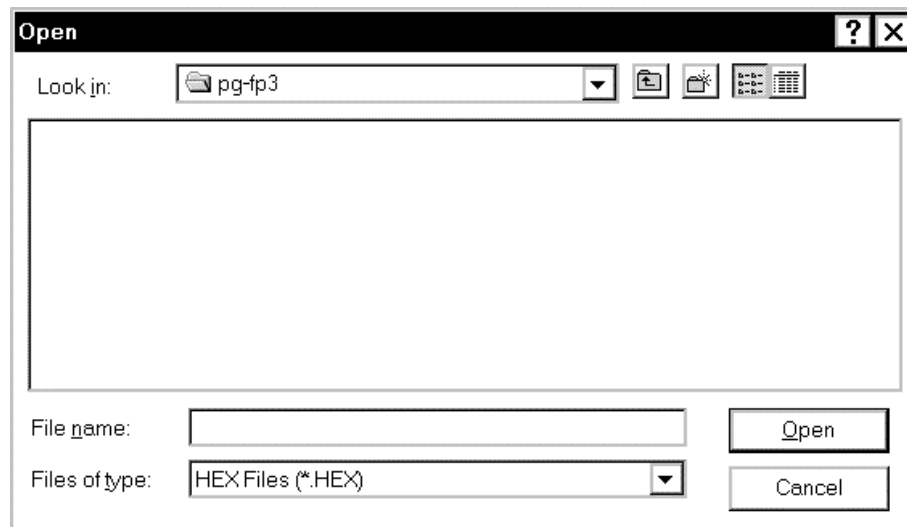 Open
Look in: pg-fp3
File name:
Open
Files of type: HEX Files (*.HEX)
Cancel